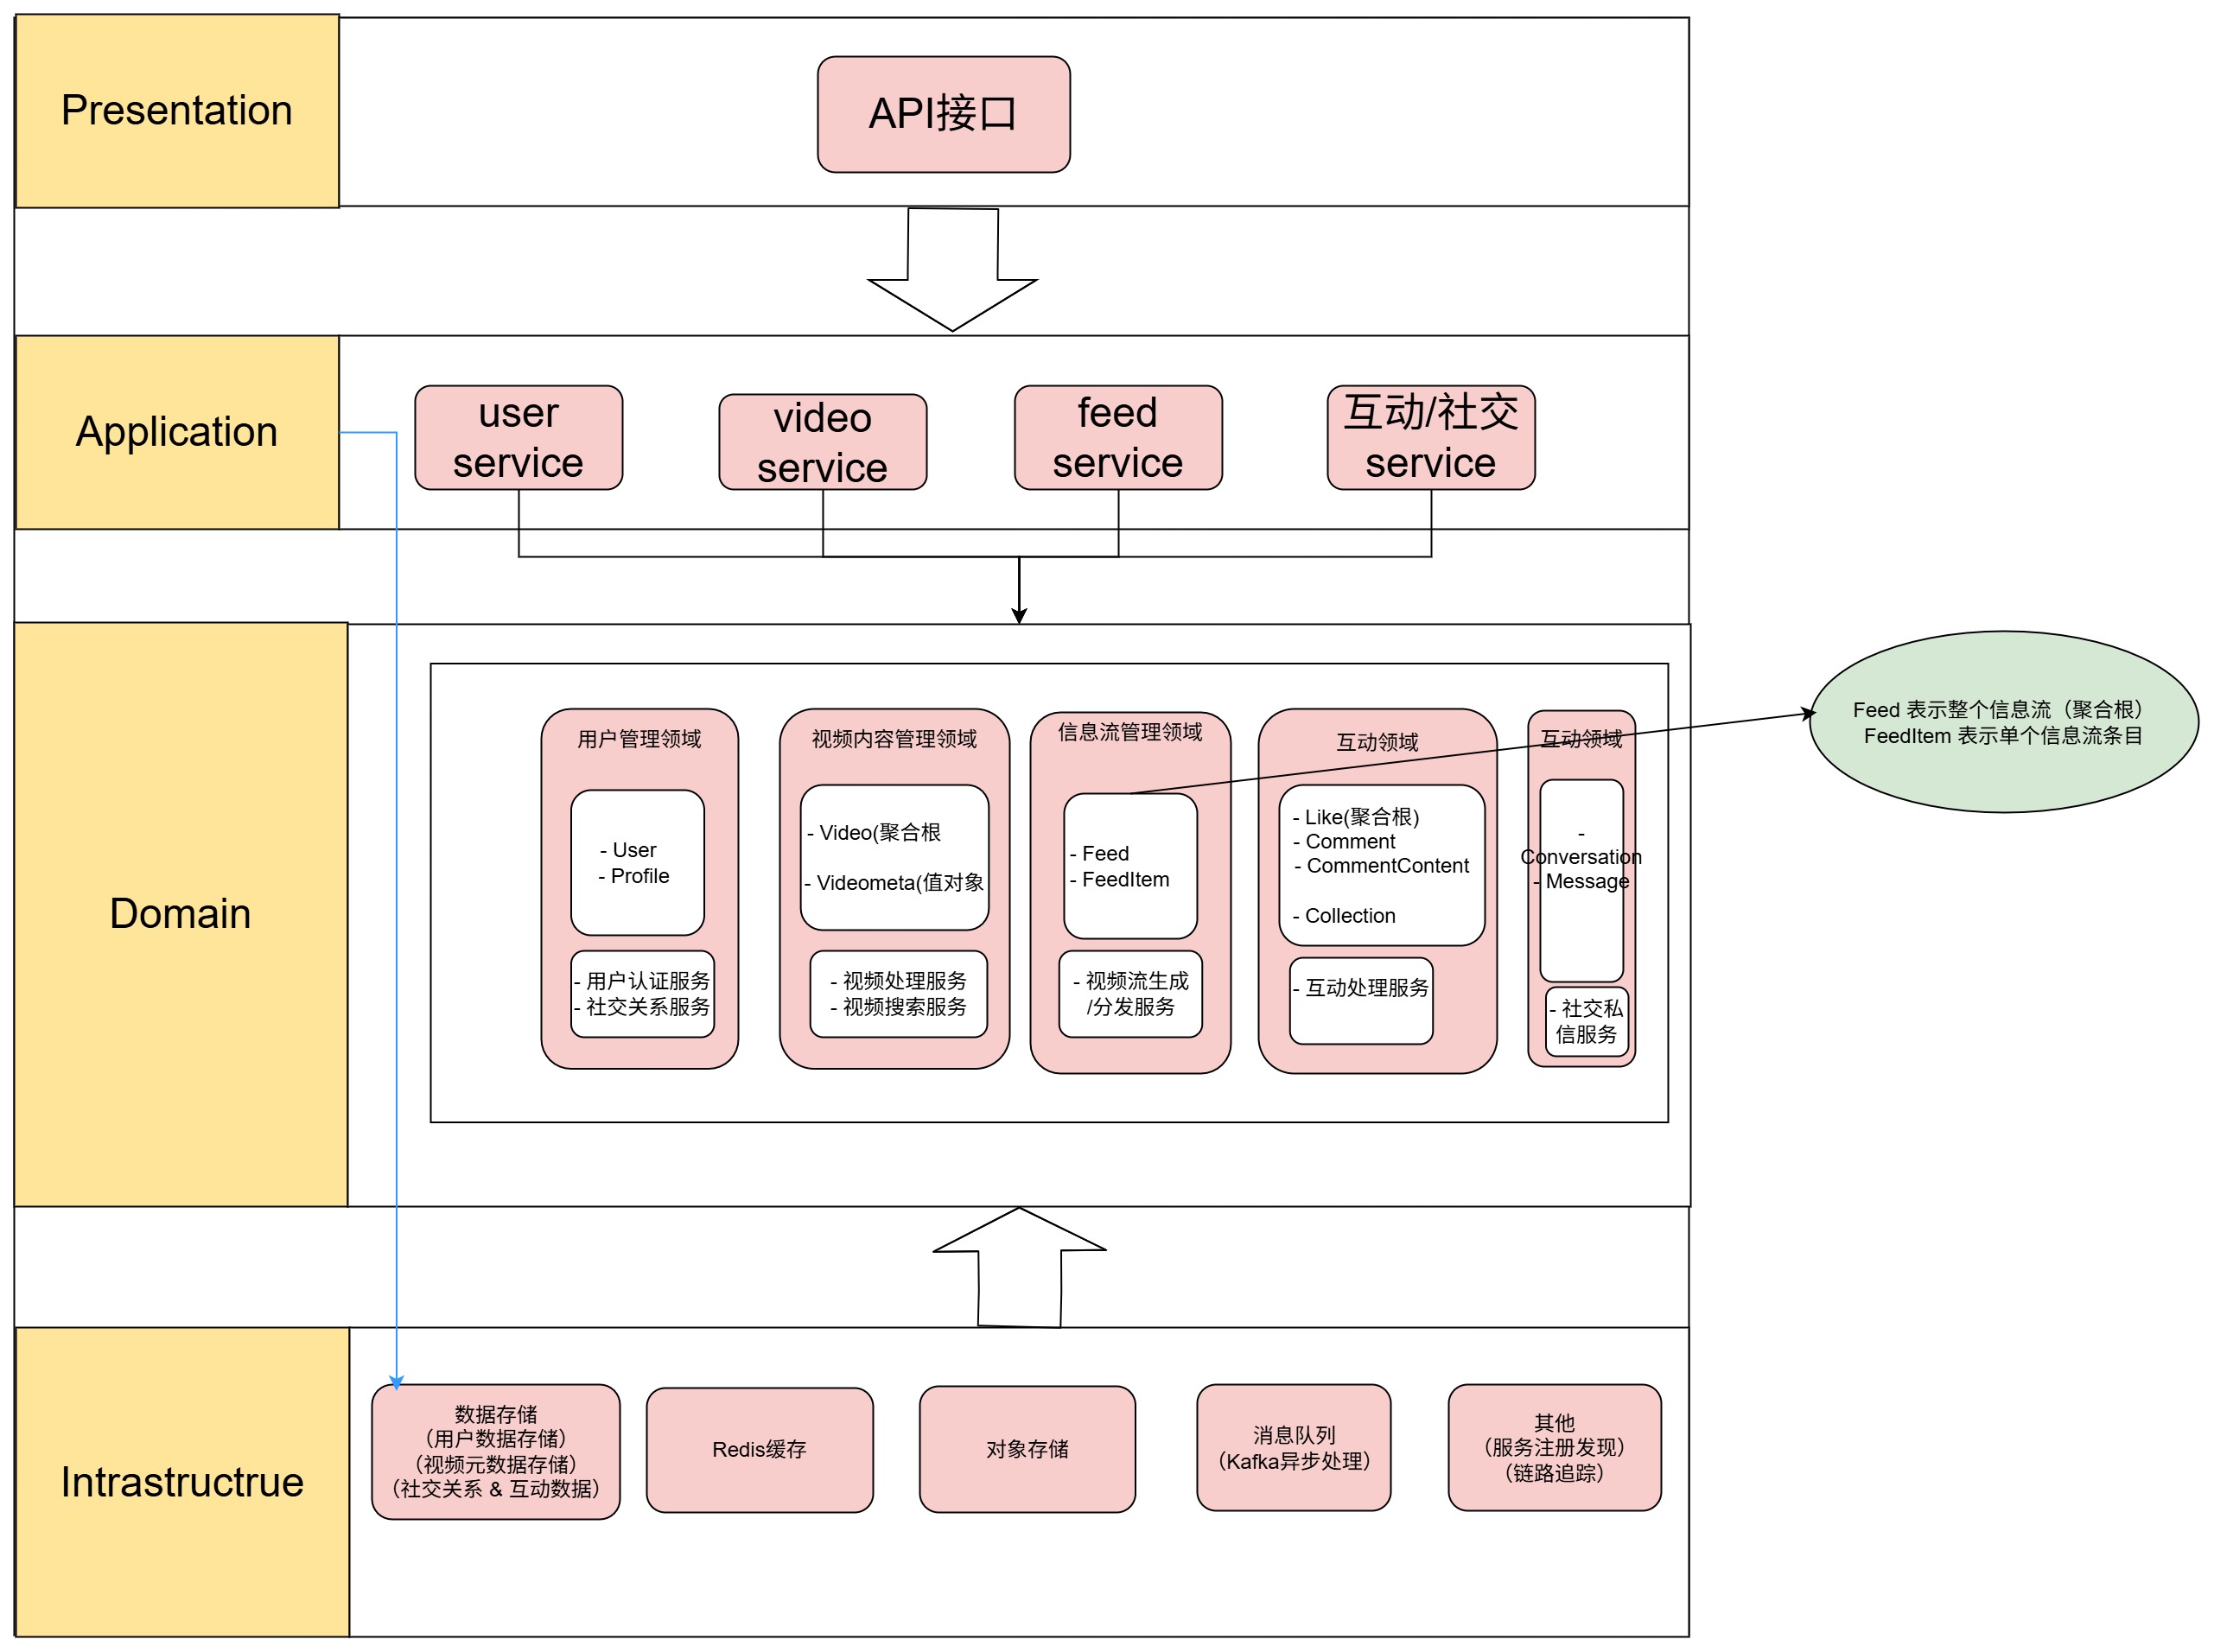 Presentation
API接口
Application
user
service
video
service
feed
service
互动/社交
service
Domain
用户管理领域
- User
- Profile
- 用户认证服务
- 社交关系服务
视频内容管理领域
- Video(聚合根
- Videometa(值对象
- 视频处理服务
- 视频搜索服务
信息流管理领域
- Feed
- FeedItem
- 视频流生成
/分发服务
互动领域
- Like(聚合根)
- Comment
- CommentContent
- Collection
- 互动处理服务
互动领域
-
Conversation
- Message
- 社交私
信服务
Feed 表示整个信息流（聚合根）
FeedItem 表示单个信息流条目
Intrastructrue
数据存储
（用户数据存储）
（视频元数据存储）
（社交关系 & 互动数据）
Redis缓存
对象存储
消息队列
（Kafka异步处理）
其他
（服务注册发现）
（链路追踪）